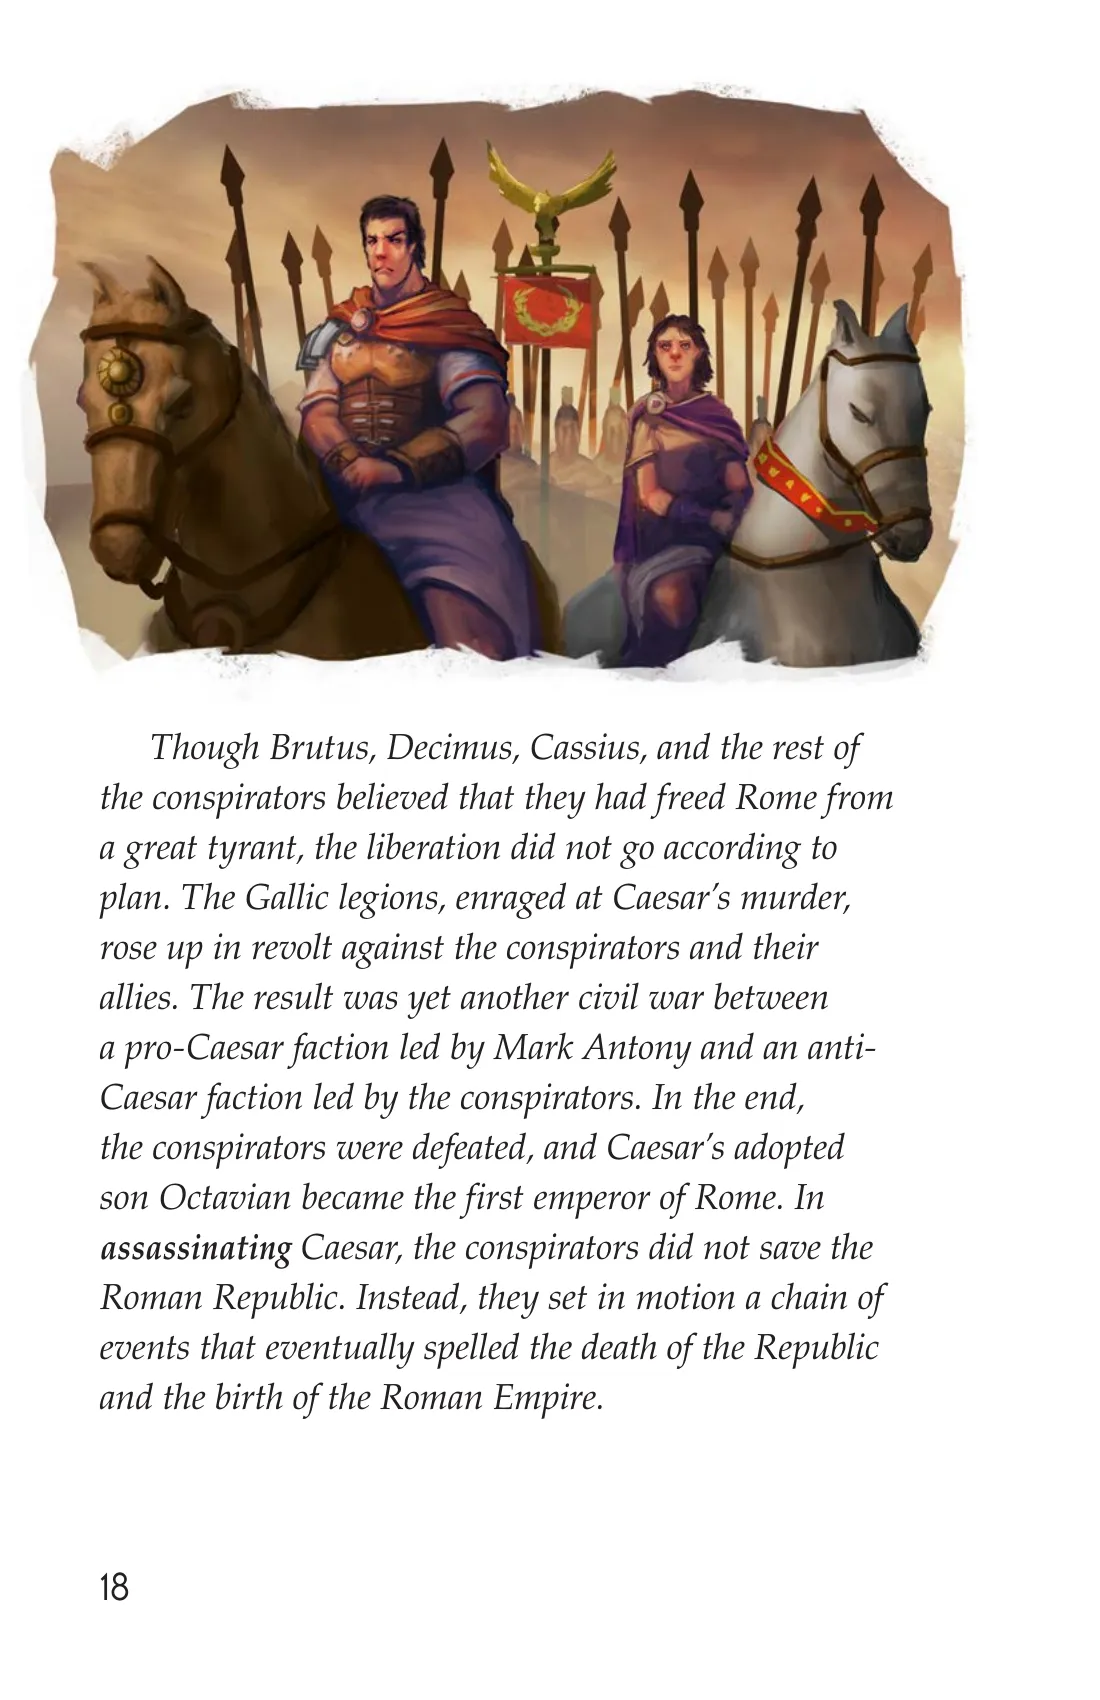 Though Brutus, Decimus, Cassius, and the rest of
the conspirators believed that they had freed Rome from
a great tyrant, the liberation did not go according to
plan. The Gallic legions, enraged at Caesar’s murder,
rose up in revolt against the conspirators and their
allies. The result was yet another civil war between
a pro-Caesar faction led by Mark Antony and an anti-
Caesar faction led by the conspirators. In the end,
the conspirators were defeated, and Caesar’s adopted
son Octavian became the first emperor of Rome. In
assassinating Caesar, the conspirators did not save the
Roman Republic. Instead, they set in motion a chain of
events that eventually spelled the death of the Republic
and the birth of the Roman Empire.
18